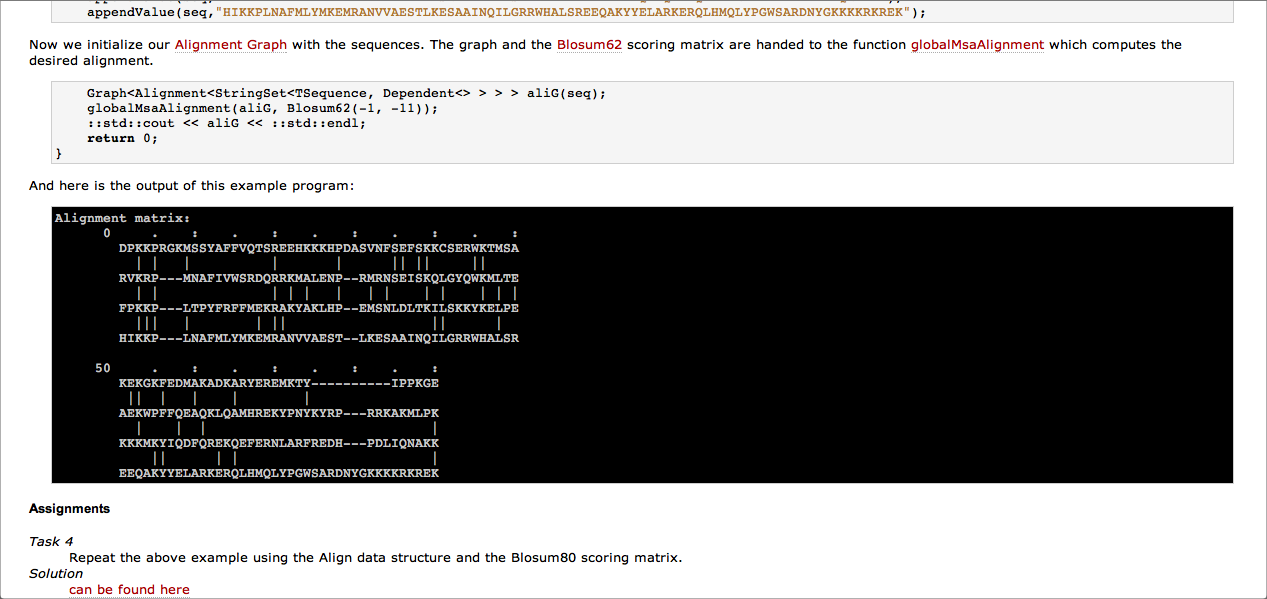 appendValue(seq,"HIKKPLNAFMLYMKEMRANVVAESTLKESAAINQILGRRWHALSREEQAKYYELARKERQLHMQLYPGWSARDNYGKKKKRKREK");
Now we initialize our Alignment Graph with the sequences. The graph and the Blosum62 scoring matrix are handed to the function globalMsaAlignment which computes the
desired alignment.
Graph<Alignment<StringSet<TSequence, Dependent<> > > > aliG(seq);
globalMsaAlignment(aliG, Blosum62(-1, -11));
::std::cout << aliG << ::std::endl;
return 0;
}
And here is the output of this example program:
Alignment matrix:
0     .    :    .    :    .    :    .    :    .    :
DPKKPRGKMSSYAFFVQTSREEHKKKHPDASVNFSEFSKKCSERWKTMSA
  | |   |          |       |      || ||     ||
RVKRP---MNAFIVWSRDQRRKMALENP--RMRNSEISKQLGYQWKMLTE
  | |              | | |   |   | |    | |    | | |
FPKKP---LTPYFRFFMEKRAKYAKLHP--EMSNLDLTKILSKKYKELPE
  |||   |        | ||                  ||      |
HIKKP---LNAFMLYMKEMRANVVAEST--LKESAAINQILGRRWHALSR
50     .    :    .    :    .    :    .    :
KEKGKFEDMAKADKARYEREMKTY----------IPPKGE
 ||  |   |    |        |
AEKWPFFQEAQKLQAMHREKYPNYKYRP---RRKAKMLPK
  |    |  |                            |
KKKMKYIQDFQREKQEFERNLARFREDH---PDLIQNAKK
    ||      | |                        |
EEQAKYYELARKERQLHMQLYPGWSARDNYGKKKKRKREK
Assignments
Task 4
Repeat the above example using the Align data structure and the Blosum80 scoring matrix.
Solution
can be found here